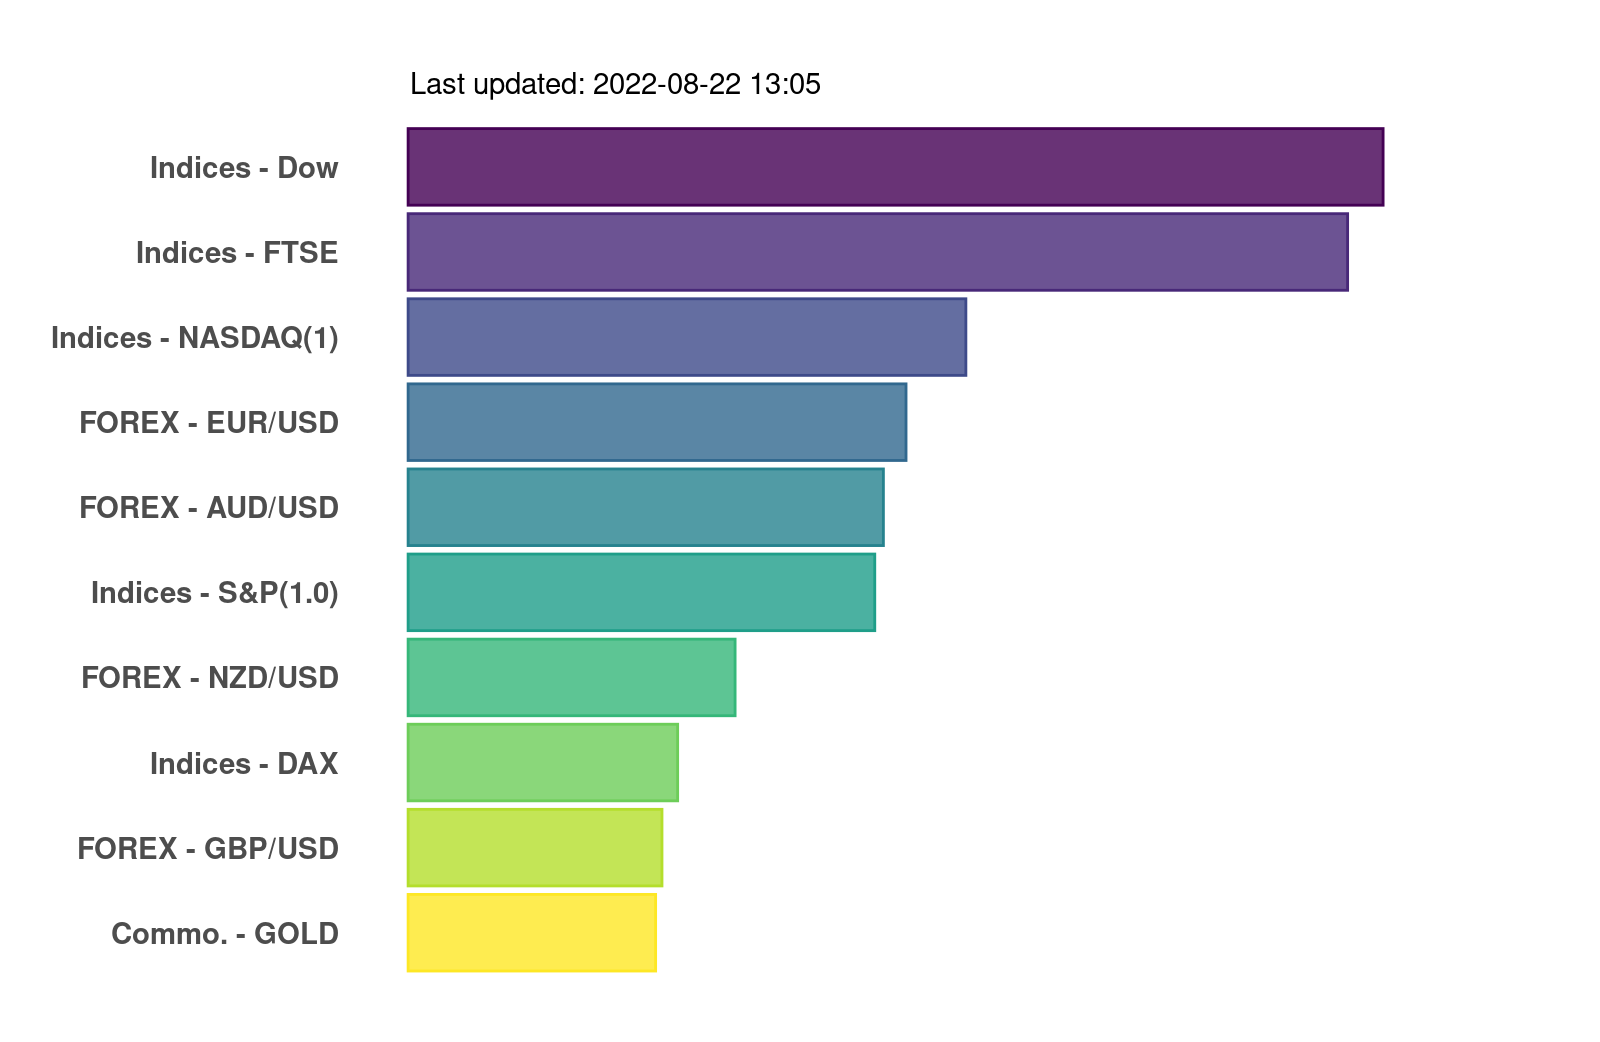 Last updated: 2022-08-22 13:05
Indices - Dow
Indices - FTSE
Indices - NASDAQ(1)
FOREX - EUR/USD
FOREX - AUD/USD
Indices - S&P(1.0)
FOREX - NZD/USD
Indices - DAX
FOREX - GBP/USD
Commo. - GOLD